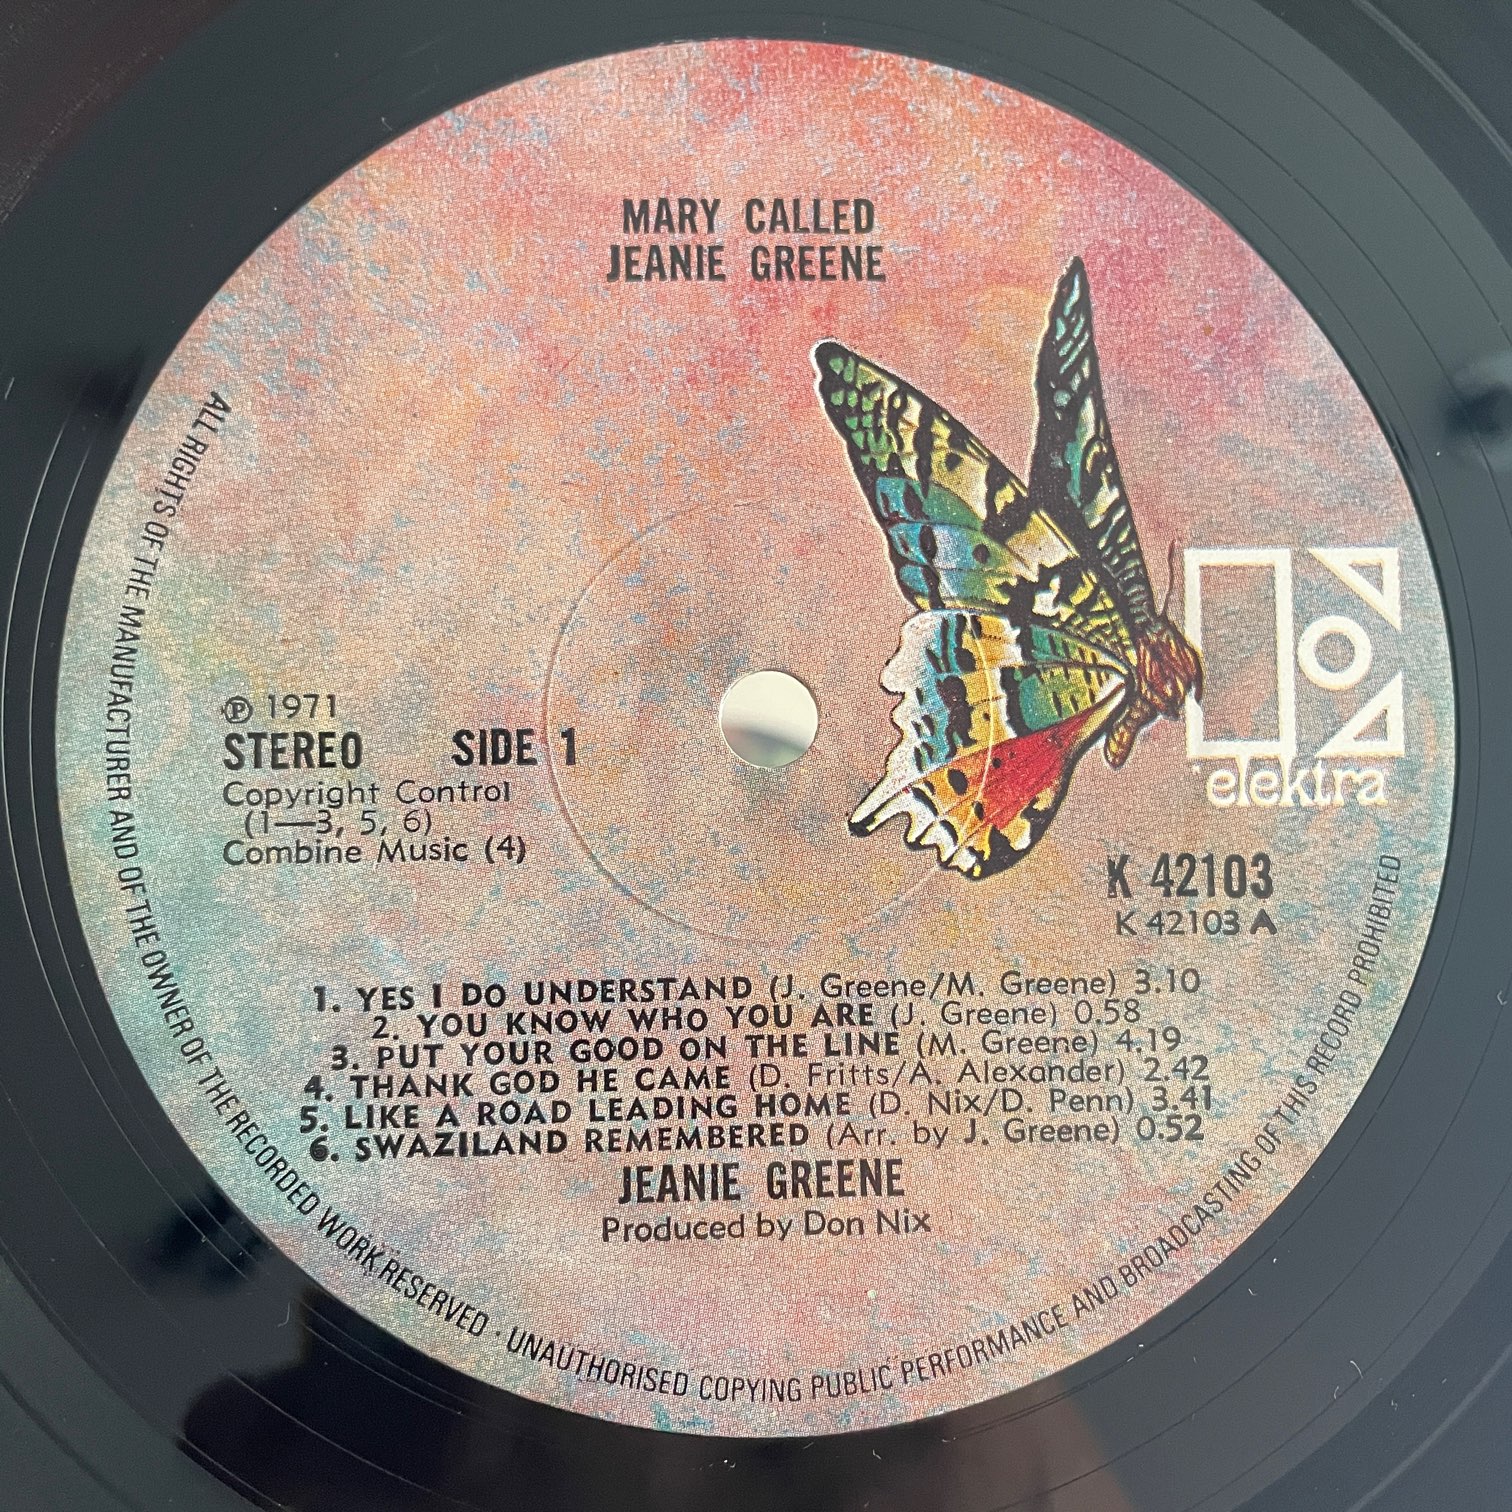 MARY CALLED
JEANIE GREENE
℗ 1971
STEREO SIDE 1
Copyright Control
(1—3, 5, 6)
Combine Music (4)
elektra
K 42103
K 42103 A
1. YES I DO UNDERSTAND (J. Greene/M. Greene) 3.10
2. YOU KNOW WHO YOU ARE (J. Greene) 0.58
3. PUT YOUR GOOD ON THE LINE (M. Greene) 4.19
4. THANK GOD HE CAME (D. Fritts/A. Alexander) 2.42
5. LIKE A ROAD LEADING HOME (D. Nix/D. Penn) 3.41
6. SWAZILAND REMEMBERED (Arr. by J. Greene) 0.52
JEANIE GREENE
Produced by Don Nix
ALL RIGHTS OF THE MANUFACTURER AND OF THE OWNER OF THE RECORDED WORK RESERVED · UNAUTHORISED COPYING PUBLIC PERFORMANCE AND BROADCASTING OF THIS RECORD PROHIBITED